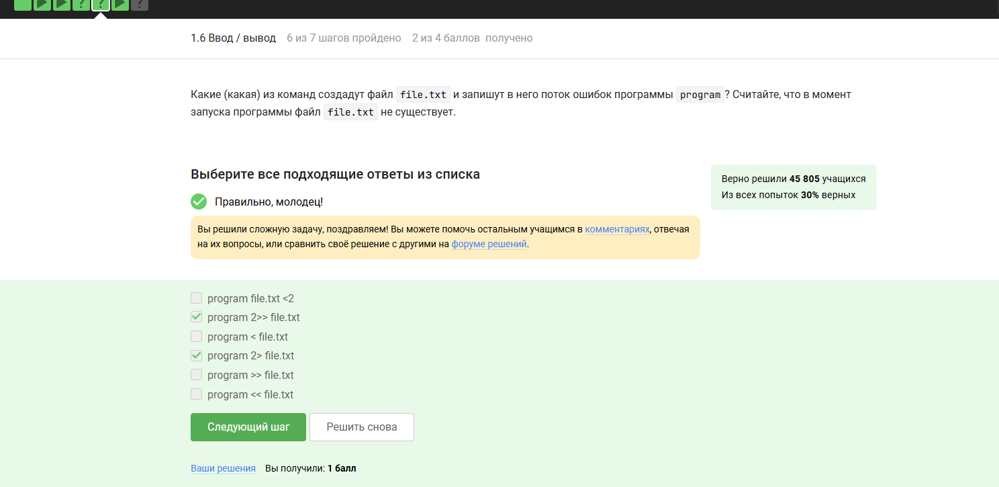 1.6 Ввод / вывод 6 из 7 шагов пройдено 2 из 4 баллов получено
Какие (какая) из команд создадут файл file.txt и запишут в него поток ошибок программы program? Считайте, что в момент
запуска программы файл file.txt не существует.
Выберите все подходящие ответы из списка
Правильно, молодец!
Вы решили сложную задачу, поздравляем! Вы можете помочь остальным учащимся в комментариях, отвечая
на их вопросы, или сравнить своё решение с другими на форуме решений.
Верно решили 45 805 учащихся
Из всех попыток 30% верных
program file.txt <2
program 2>> file.txt
program < file.txt
program 2> file.txt
program >> file.txt
program << file.txt
Следующий шаг Решить снова
Ваши решения Вы получили: 1 балл